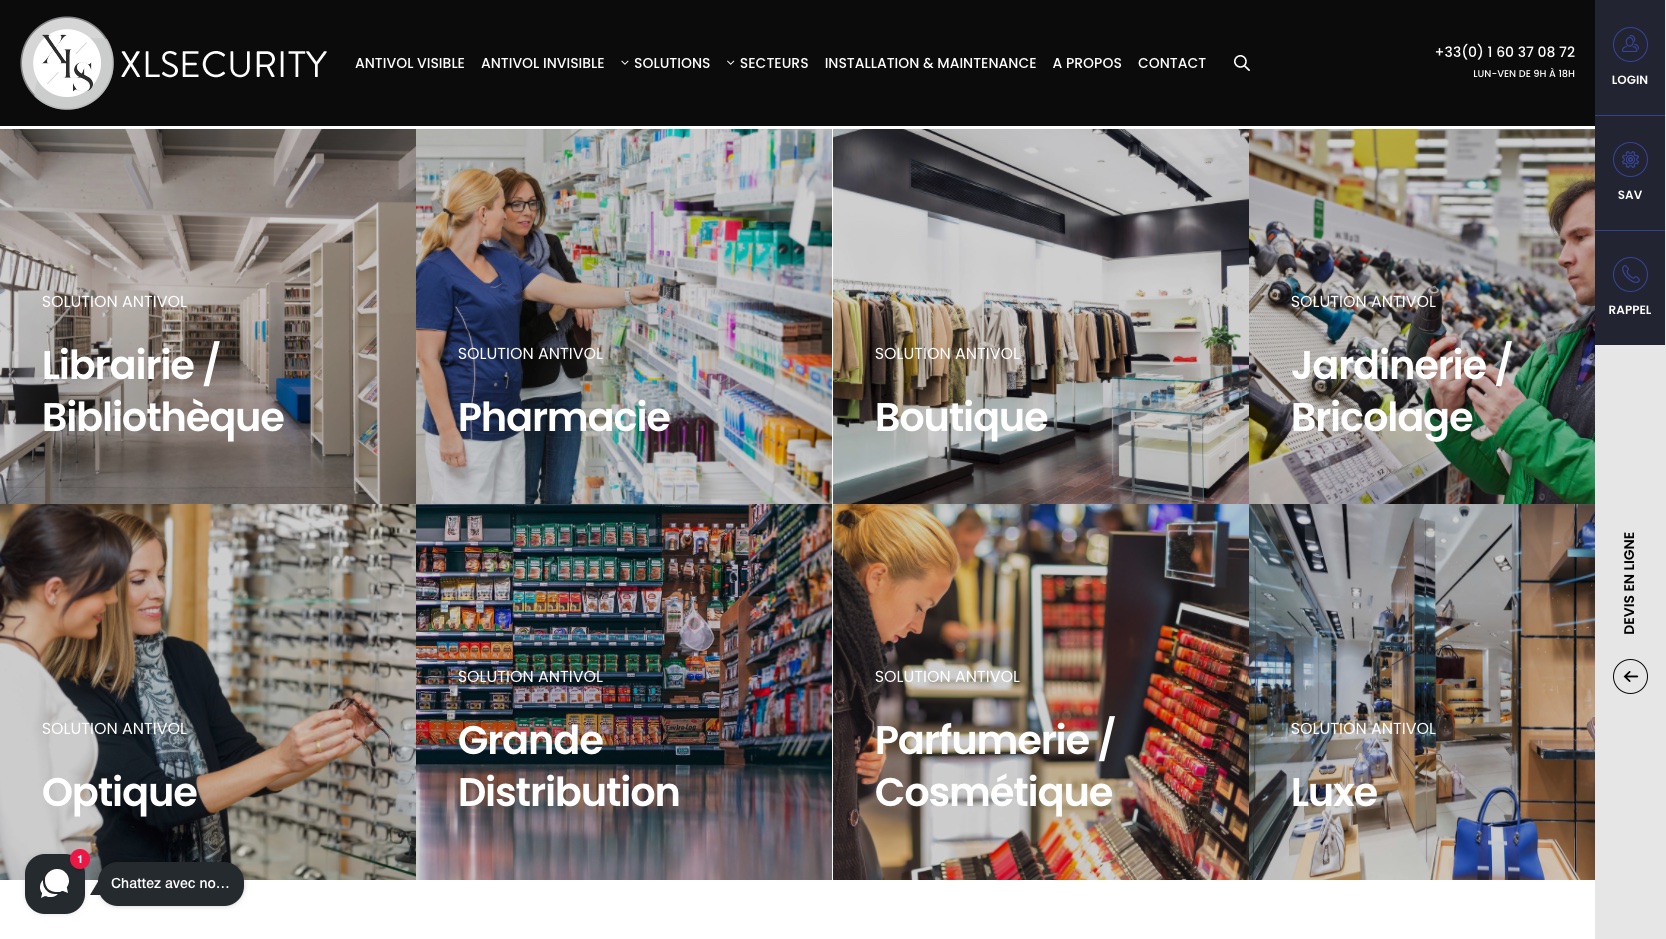 XLS XLSECURITY
ANTIVOL VISIBLE ANTIVOL INVISIBLE SOLUTIONS SECTEURS INSTALLATION & MAINTENANCE A PROPOS CONTACT
+33(0) 1 60 37 08 72
LUN-VEN DE 9H À 18H
LOGIN
SAV
RAPPEL
DEVIS EN LIGNE
SOLUTION ANTIVOL
Librairie /
Bibliothèque
SOLUTION ANTIVOL
Pharmacie
SOLUTION ANTIVOL
Boutique
SOLUTION ANTIVOL
Jardinerie /
Bricolage
SOLUTION ANTIVOL
Optique
SOLUTION ANTIVOL
Grande
Distribution
SOLUTION ANTIVOL
Parfumerie /
Cosmétique
SOLUTION ANTIVOL
Luxe
1
Chattez avec no...